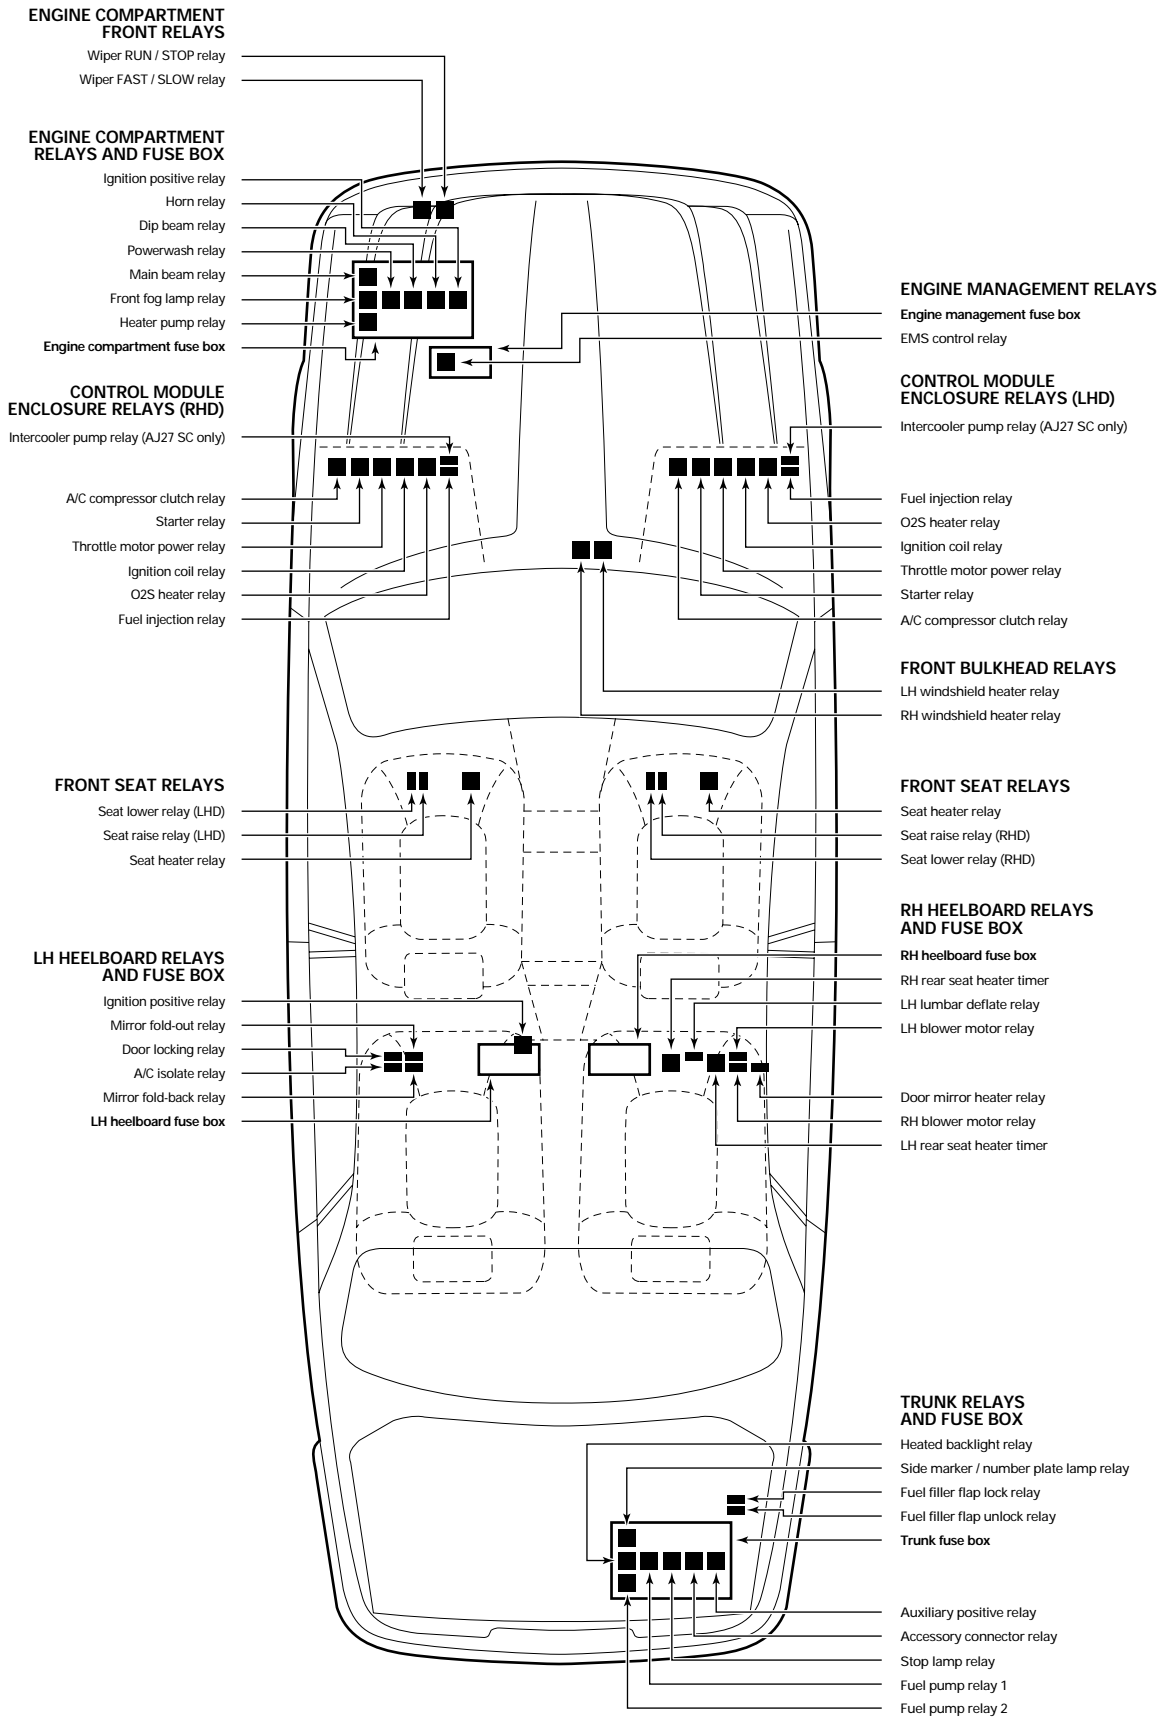 ENGINE COMPARTMENT
FRONT RELAYS
Wiper RUN / STOP relay
Wiper FAST / SLOW relay
ENGINE COMPARTMENT
RELAYS AND FUSE BOX
Ignition positive relay
Horn relay
Dip beam relay
Powerwash relay
Main beam relay
Front fog lamp relay
Heater pump relay
Engine compartment fuse box
CONTROL MODULE
ENCLOSURE RELAYS (RHD)
Intercooler pump relay (AJ27 SC only)
A/C compressor clutch relay
Starter relay
Throttle motor power relay
Ignition coil relay
O2S heater relay
Fuel injection relay
FRONT SEAT RELAYS
Seat lower relay (LHD)
Seat raise relay (LHD)
Seat heater relay
LH HEELBOARD RELAYS
AND FUSE BOX
Ignition positive relay
Mirror fold-out relay
Door locking relay
A/C isolate relay
Mirror fold-back relay
LH heelboard fuse box
ENGINE MANAGEMENT RELAYS
Engine management fuse box
EMS control relay
CONTROL MODULE
ENCLOSURE RELAYS (LHD)
Intercooler pump relay (AJ27 SC only)
Fuel injection relay
O2S heater relay
Ignition coil relay
Throttle motor power relay
Starter relay
A/C compressor clutch relay
FRONT BULKHEAD RELAYS
LH windshield heater relay
RH windshield heater relay
FRONT SEAT RELAYS
Seat heater relay
Seat raise relay (RHD)
Seat lower relay (RHD)
RH HEELBOARD RELAYS
AND FUSE BOX
RH heelboard fuse box
RH rear seat heater timer
LH lumbar deflate relay
LH blower motor relay
Door mirror heater relay
RH blower motor relay
LH rear seat heater timer
TRUNK RELAYS
AND FUSE BOX
Heated backlight relay
Side marker / number plate lamp relay
Fuel filler flap lock relay
Fuel filler flap unlock relay
Trunk fuse box
Auxiliary positive relay
Accessory connector relay
Stop lamp relay
Fuel pump relay 1
Fuel pump relay 2